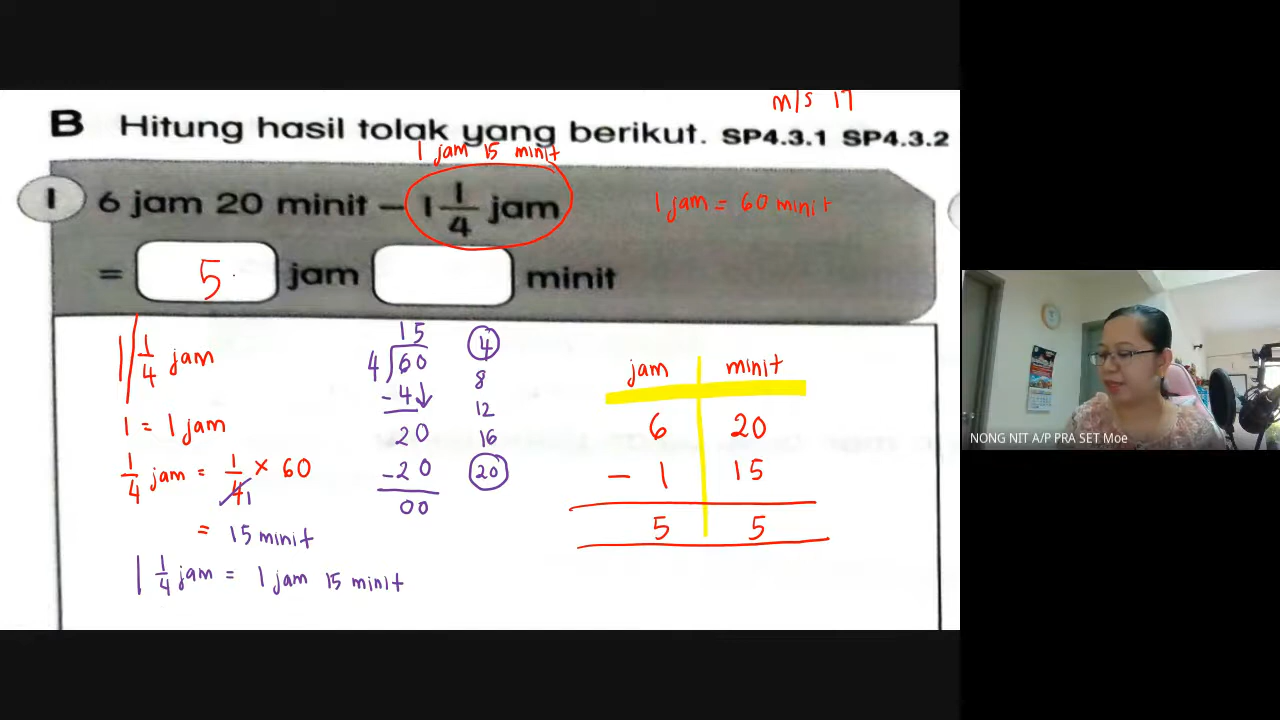 m/s 17
B Hitung hasil tolak yang berikut. SP4.3.1 SP4.3.2
1 jam 15 minit
1 6 jam 20 minit – 1 1/4 jam
1 jam = 60 minit
= 5 jam minit
1 1/4 jam
1 = 1 jam
1/4 jam = 1/4 1 × 60
= 15 minit
1 1/4 jam = 1 jam 15 minit
15
4 60
- 4
20
- 20
00
4
8
12
16
20
jam minit
6 20
- 1 15
5 5
NONG NIT A/P PRA SET Moe